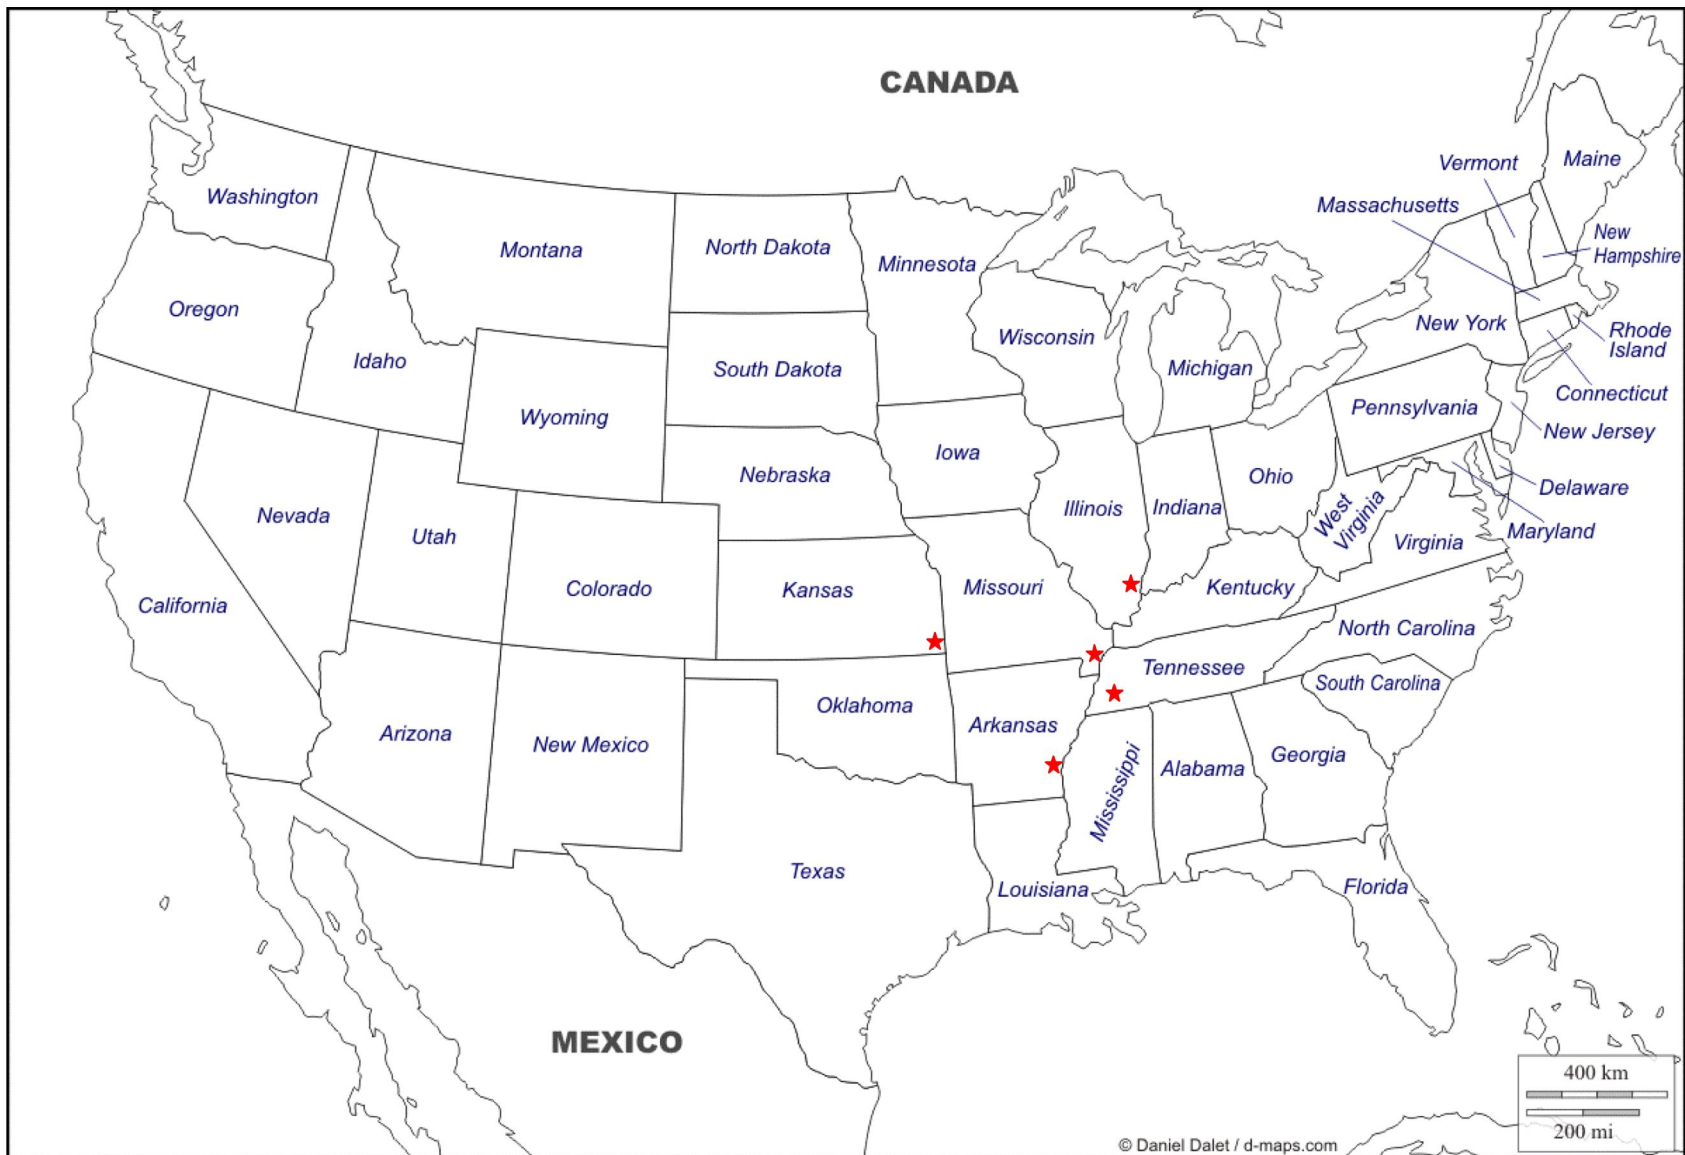 CANADA
Maine
Vermont
Washington
Massachusetts
New
Hampshire
Montana
North Dakota
Minnesota
Oregon
New York
Rhode
Island
Wisconsin
Idaho
South Dakota
Michigan
Connecticut
Wyoming
Pennsylvania
New Jersey
Iowa
Nebraska
Ohio
Delaware
Nevada
Illinois
Indiana
West
Virginia
Maryland
Utah
Virginia
Colorado
Kansas
Missouri
Kentucky
California
North Carolina
Tennessee
South Carolina
Oklahoma
Arkansas
Arizona
New Mexico
Georgia
Alabama
Mississippi
Texas
Louisiana
Florida
MEXICO
400 km
200 mi
© Daniel Dalet / d-maps.com